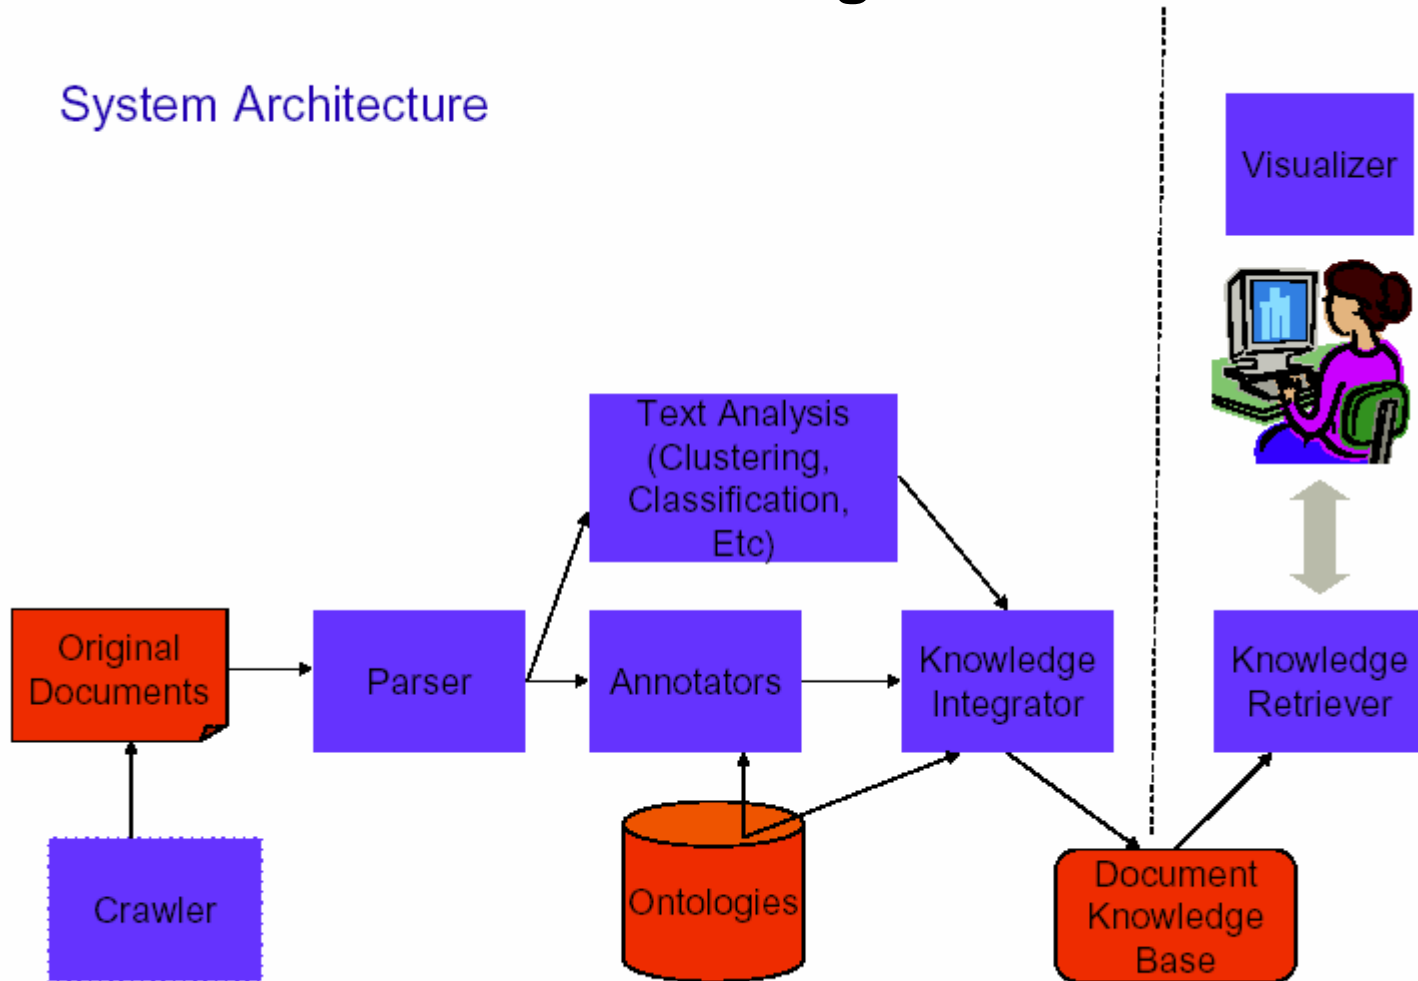 System Architecture
Visualizer
Text Analysis
(Clustering,
Classification,
Etc)
Original
Documents
Parser
Annotators
Knowledge
Integrator
Knowledge
Retriever
Crawler
Ontologies
Document
Knowledge
Base